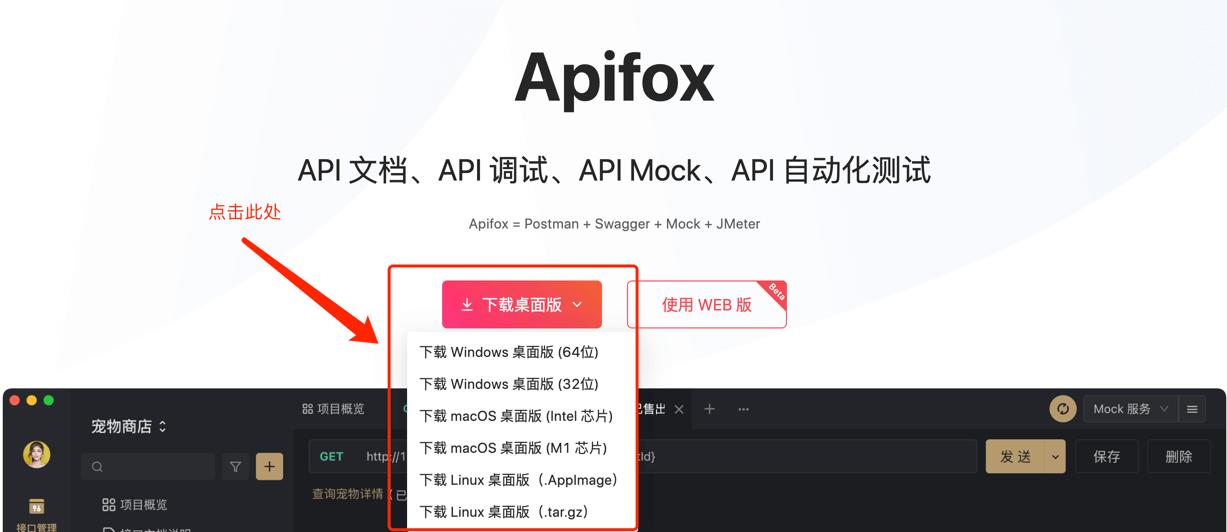 Apifox
API 文档、API 调试、API Mock、API 自动化测试
点击此处
Apifox = Postman + Swagger + Mock + JMeter
下载桌面版
使用 WEB 版
Beta
下载 Windows 桌面版 (64位)
下载 Windows 桌面版 (32位)
下载 macOS 桌面版 (Intel 芯片)
下载 macOS 桌面版 (M1 芯片)
下载 Linux 桌面版（.AppImage）
下载 Linux 桌面版（.tar.gz）
宠物商店
项目概览
已售出
Mock 服务
GET
http://1
Id}
发 送
保存
删除
查询宠物详情
项目概览
接口管理